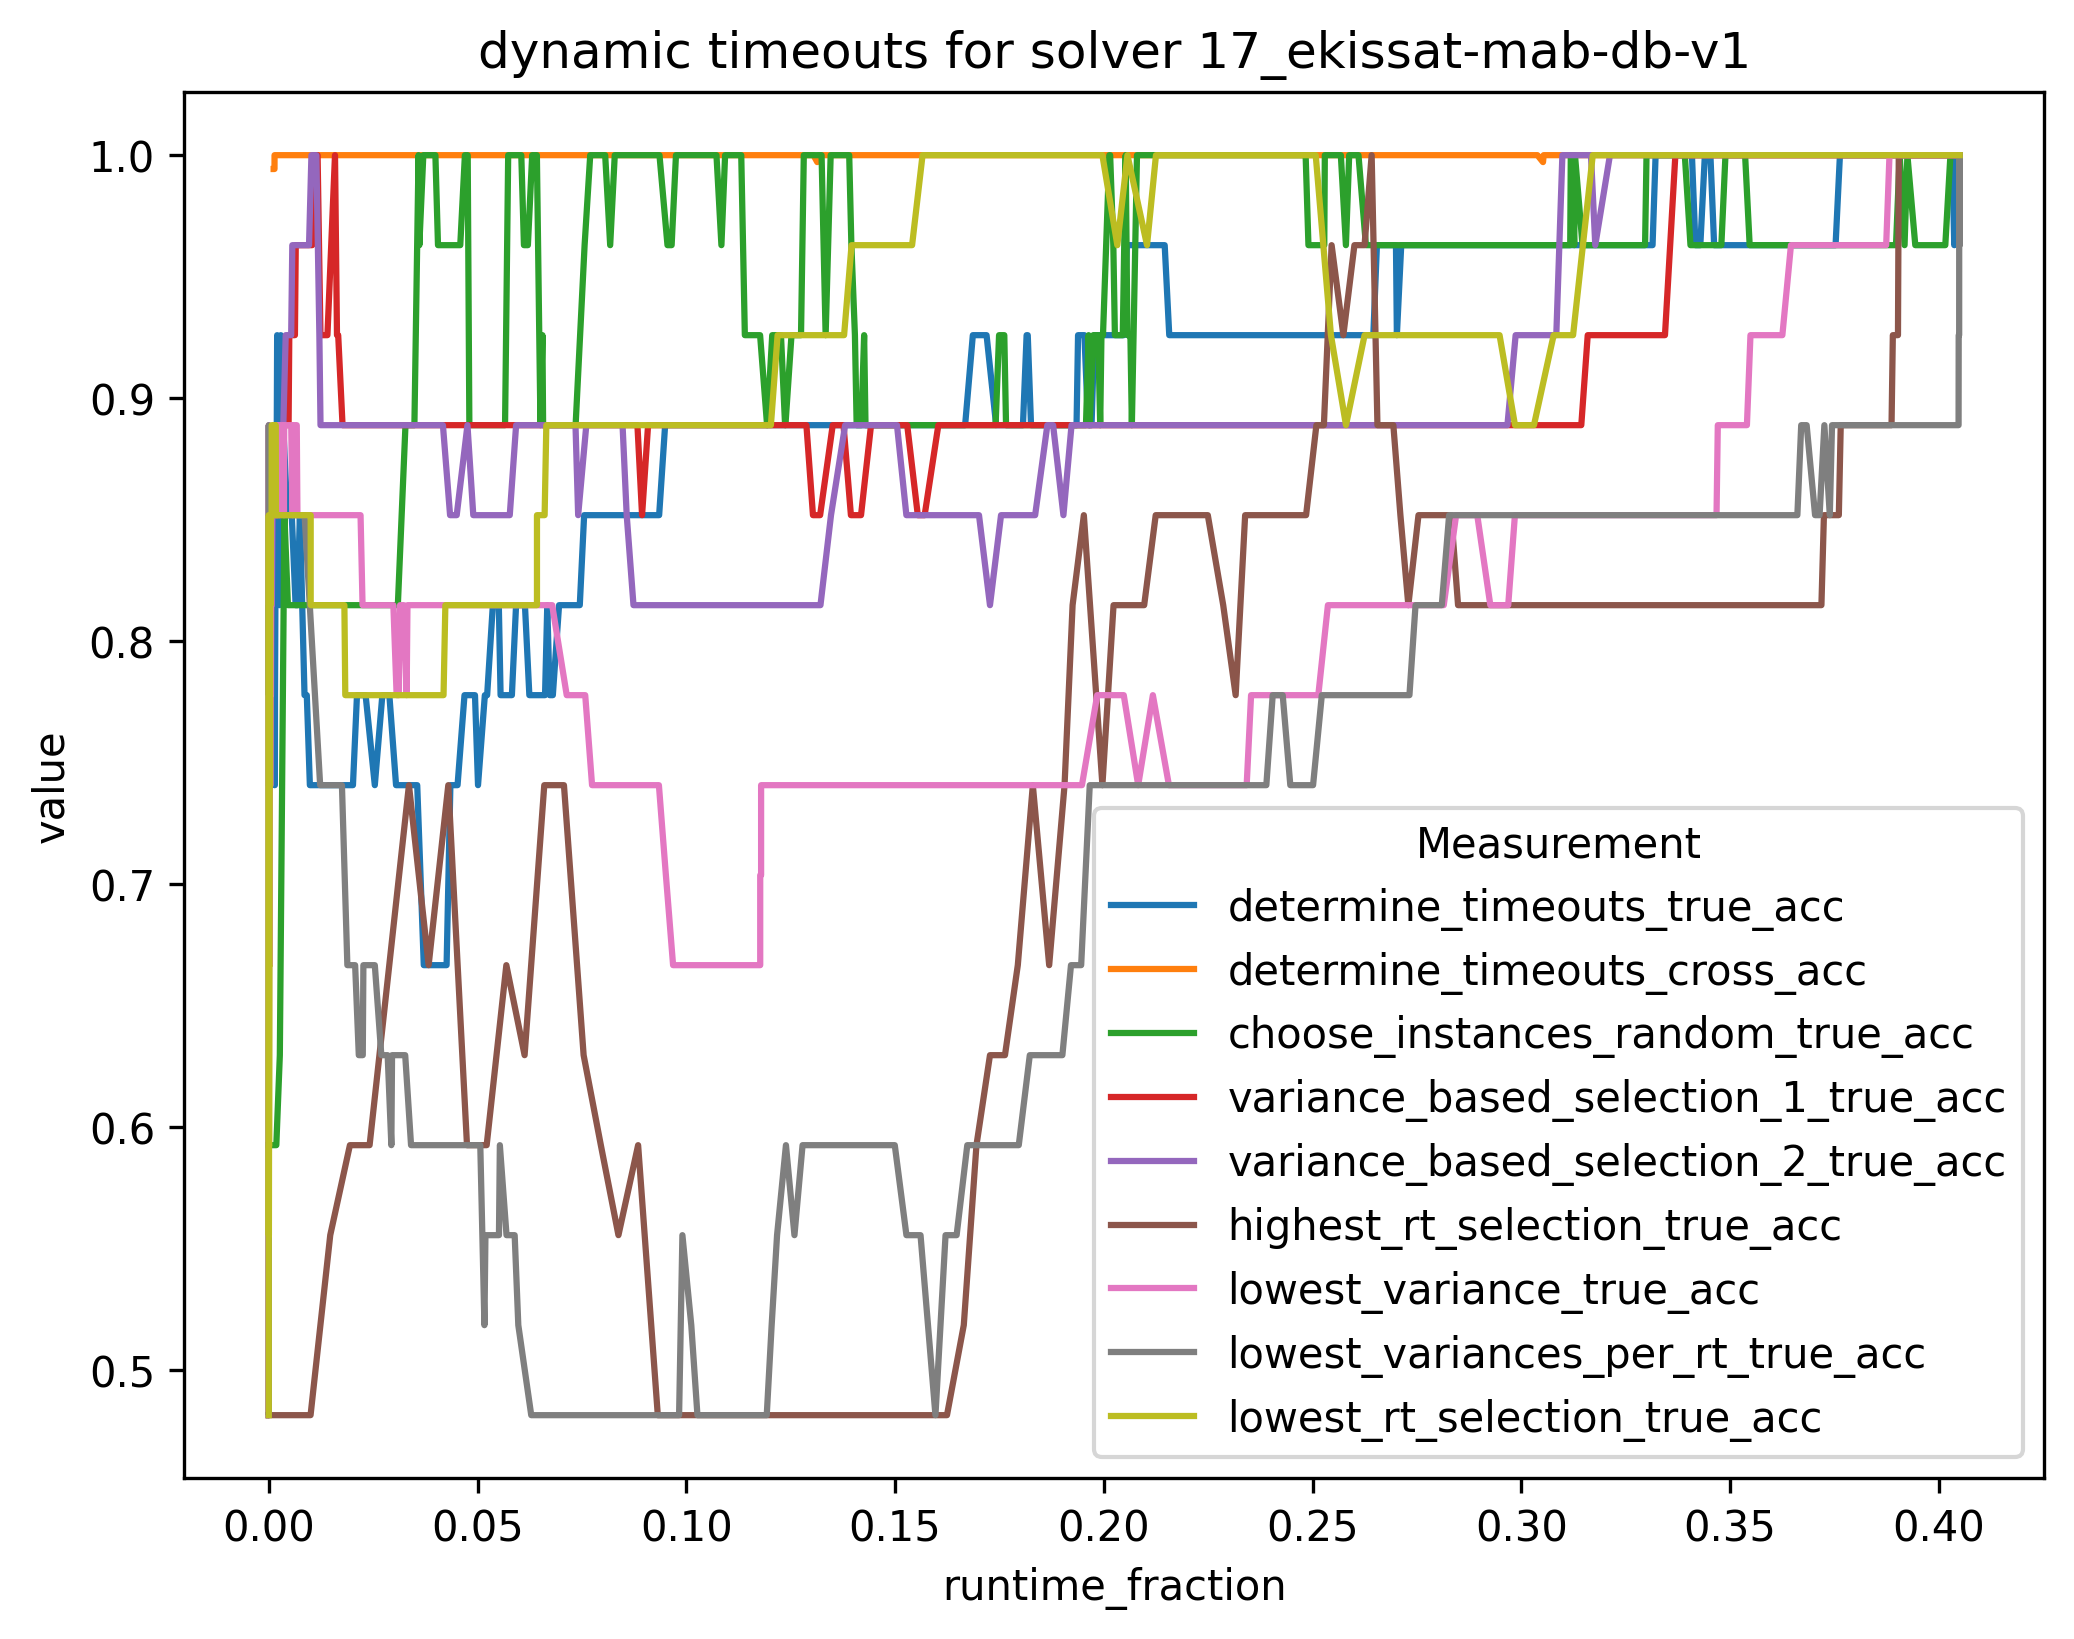 dynamic timeouts for solver 17_ekissat-mab-db-v1
1.0
0.9
0.8
0.7
0.6
0.5
value
Measurement
determine_timeouts_true_acc
determine_timeouts_cross_acc
choose_instances_random_true_acc
variance_based_selection_1_true_acc
variance_based_selection_2_true_acc
highest_rt_selection_true_acc
lowest_variance_true_acc
lowest_variances_per_rt_true_acc
lowest_rt_selection_true_acc
0.00 0.05 0.10 0.15 0.20 0.25 0.30 0.35 0.40
runtime_fraction